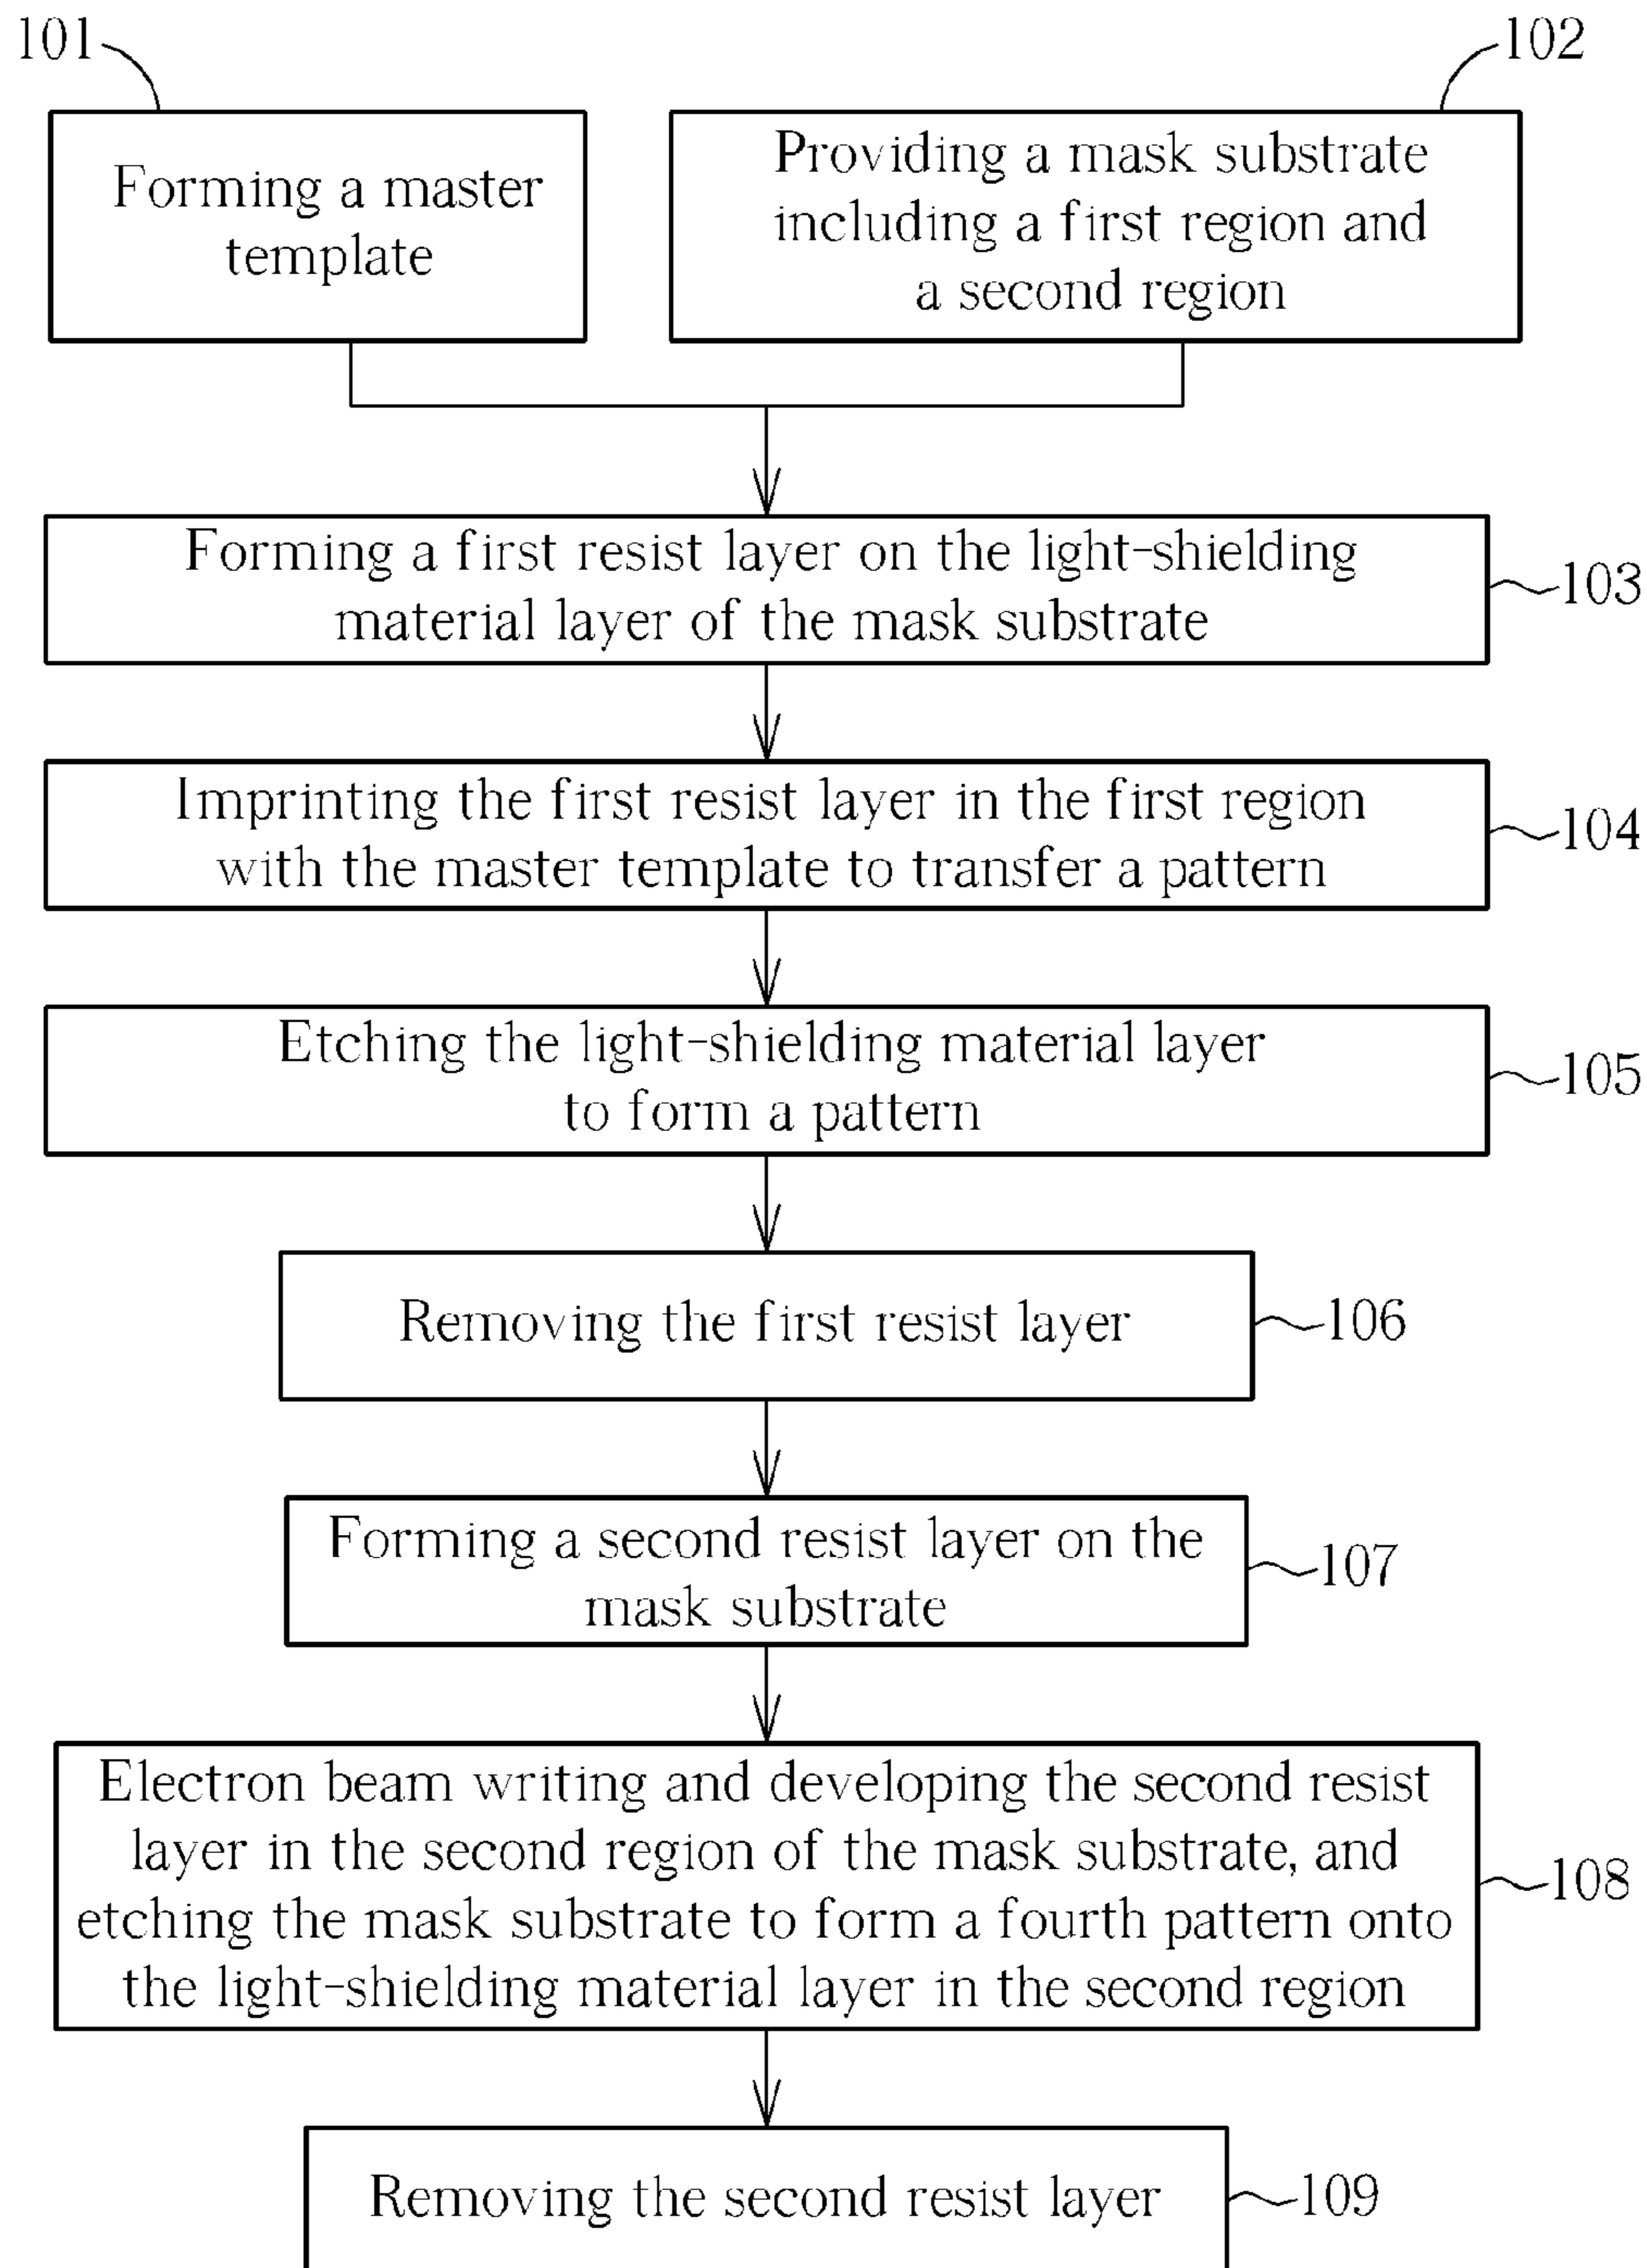 101
102
Forming a master
template
Providing a mask substrate
including a first region and
a second region
Forming a first resist layer on the light-shielding
material layer of the mask substrate
103
Imprinting the first resist layer in the first region
with the master template to transfer a pattern
104
Etching the light-shielding material layer
to form a pattern
105
Removing the first resist layer
106
Forming a second resist layer on the
mask substrate
107
Electron beam writing and developing the second resist
layer in the second region of the mask substrate, and
etching the mask substrate to form a fourth pattern onto
the light-shielding material layer in the second region
108
Removing the second resist layer
109